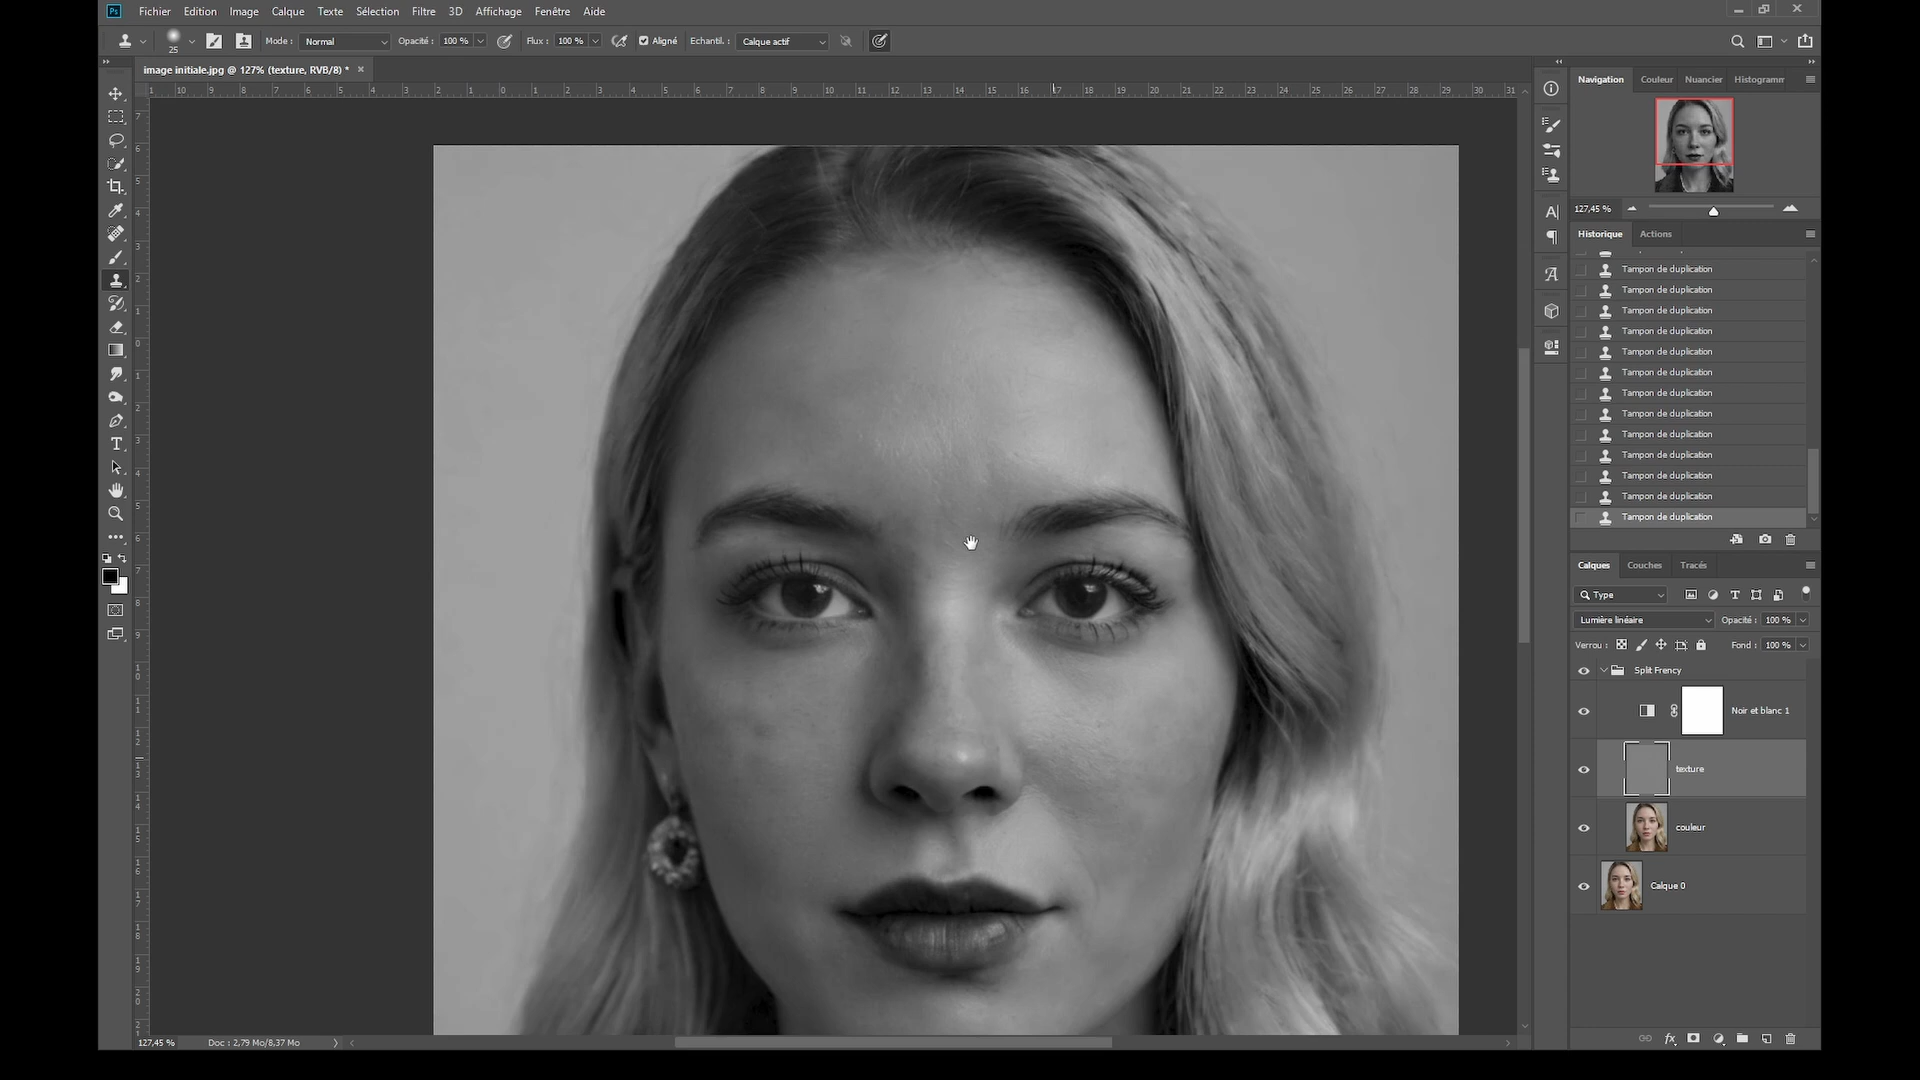 Ps Fichier Edition Image Calque Texte Sélection Filtre 3D Affichage Fenêtre Aide
25 Mode : Normal Opacité : 100 % Flux : 100 % Aligné Echantil. : Calque actif
image initiale.jpg @ 127% (texture, RVB/8) * ×
Navigation Couleur Nuancier Histogramm
127,45 %
Historique Actions
Tampon de duplication
Tampon de duplication
Tampon de duplication
Tampon de duplication
Tampon de duplication
Tampon de duplication
Tampon de duplication
Tampon de duplication
Tampon de duplication
Tampon de duplication
Tampon de duplication
Tampon de duplication
Tampon de duplication
Calques Couches Tracés
Type
Lumière linéaire Opacité : 100 %
Verrou : Fond : 100 %
Split Frency
Noir et blanc 1
texture
couleur
Calque 0
127,45 % Doc : 2,79 Mo/8,37 Mo